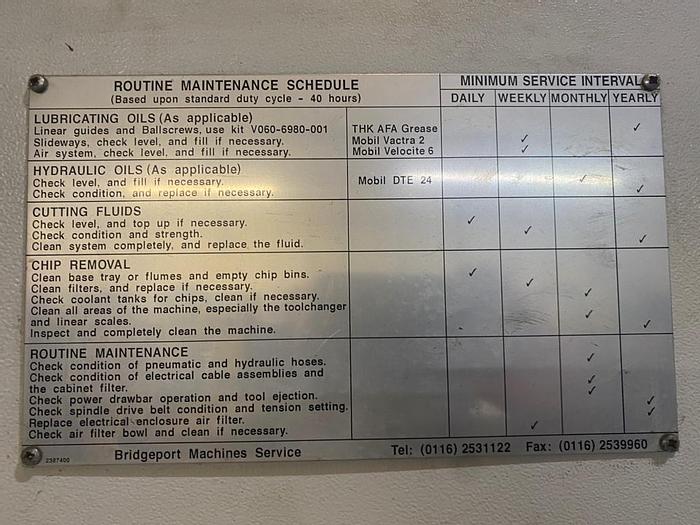 ROUTINE MAINTENANCE SCHEDULE
(Based upon standard duty cycle - 40 hours)
MINIMUM SERVICE INTERVAL
DAILY WEEKLY MONTHLY YEARLY
LUBRICATING OILS (As applicable)
Linear guides and Ballscrews, use kit V060-6980-001 THK AFA Grease ✓
Slideways, check level, and fill if necessary. Mobil Vactra 2 ✓
Air system, check level, and fill if necessary. Mobil Velocite 6 ✓
HYDRAULIC OILS (As applicable)
Check level, and fill if necessary. Mobil DTE 24 ✓
Check condition, and replace if necessary. ✓
CUTTING FLUIDS
Check level, and top up if necessary. ✓
Check condition and strength. ✓
Clean system completely, and replace the fluid. ✓
CHIP REMOVAL
Clean base tray or flumes and empty chip bins. ✓
Clean filters, and replace if necessary. ✓
Check coolant tanks for chips, clean if necessary. ✓
Clean all areas of the machine, especially the toolchanger
and linear scales. ✓
Inspect and completely clean the machine. ✓
ROUTINE MAINTENANCE
Check condition of pneumatic and hydraulic hoses. ✓
Check condition of electrical cable assemblies and
the cabinet filter. ✓
Check power drawbar operation and tool ejection. ✓
Check spindle drive belt condition and tension setting. ✓
Replace electrical enclosure air filter. ✓
Check air filter bowl and clean if necessary. ✓
2387400 Bridgeport Machines Service Tel: (0116) 2531122 Fax: (0116) 2539960